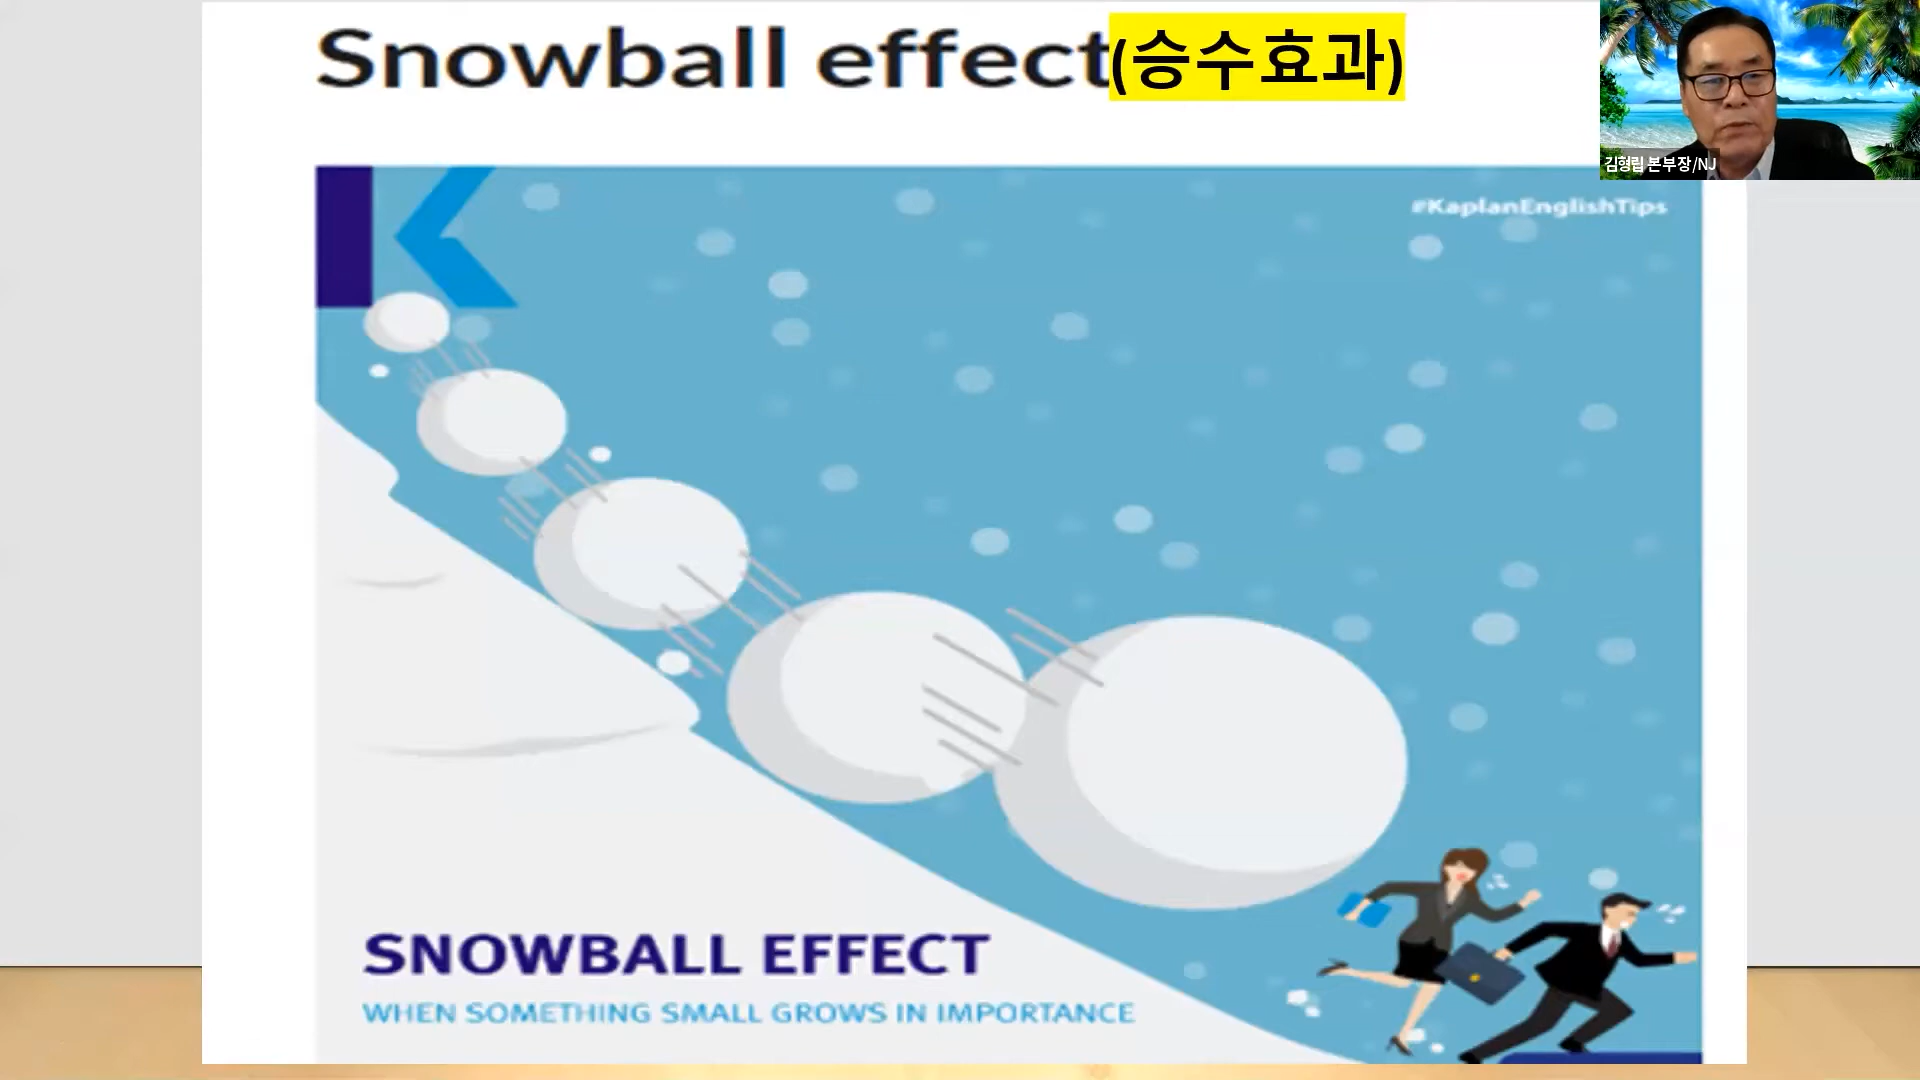 Snowball effect(승수효과)
김형립 본부장/NJ
#KaplanEnglishTips
SNOWBALL EFFECT
WHEN SOMETHING SMALL GROWS IN IMPORTANCE